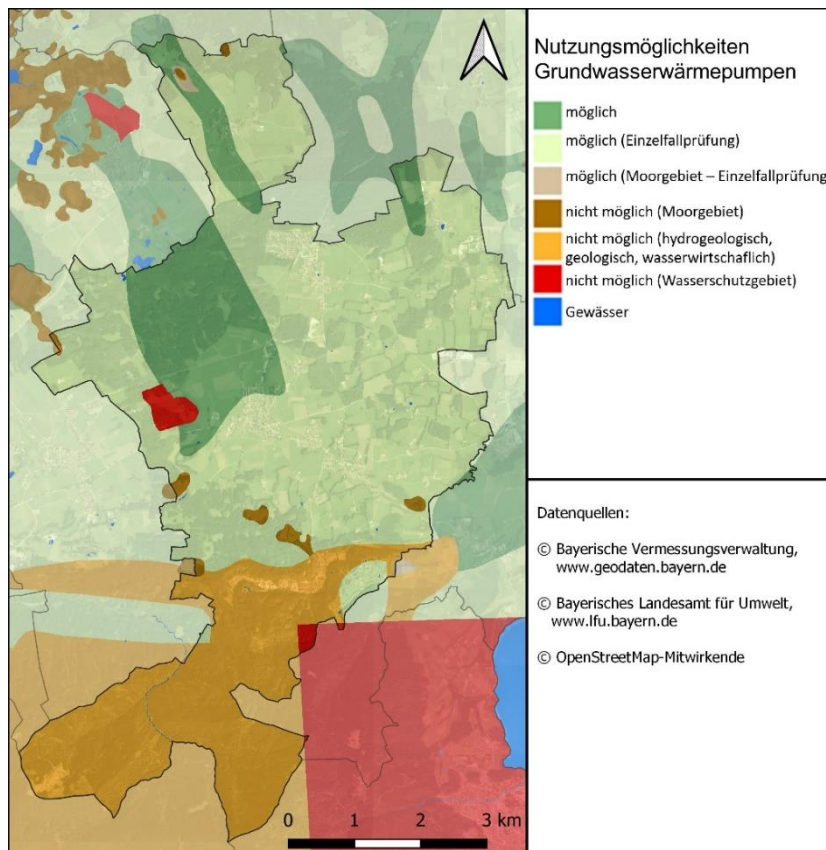 Nutzungsmöglichkeiten
Grundwasserwärmepumpen
möglich
möglich (Einzelfallprüfung)
möglich (Moorgebiet – Einzelfallprüfung
nicht möglich (Moorgebiet)
nicht möglich (hydrogeologisch,
geologisch, wasserwirtschaflich)
nicht möglich (Wasserschutzgebiet)
Gewässer
Datenquellen:
© Bayerische Vermessungsverwaltung,
www.geodaten.bayern.de
© Bayerisches Landesamt für Umwelt,
www.lfu.bayern.de
© OpenStreetMap-Mitwirkende
0 1 2 3 km